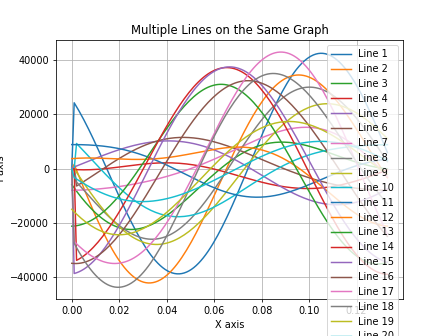 Multiple Lines on the Same Graph
40000
20000
0
−20000
−40000
0.00 0.02 0.04 0.06 0.08 0.10
X axis
axis
Line 1
Line 2
Line 3
Line 4
Line 5
Line 6
Line 7
Line 8
Line 9
Line 10
Line 11
Line 12
Line 13
Line 14
Line 15
Line 16
Line 17
Line 18
Line 19
Line 20